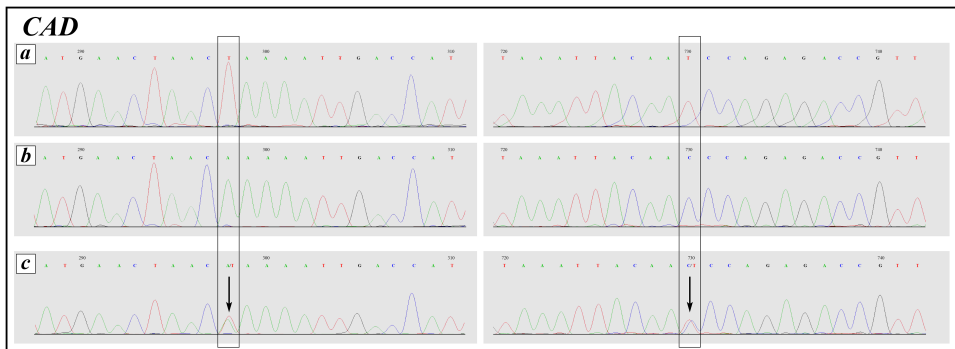 CAD
a
290 300 310
A T G A A C T A A C T A A A A T T G A C C A T
720 730 740
T A A A T T A C A A T C C A G A G A C C G T T
b
290 300 310
A T G A A C T A A C A A A A A T T G A C C A T
720 730 740
T A A A T T A C A A C C C A G A G A C C G T T
c
290 300 310
A T G A A C T A A C A/T A A A A T T G A C C A T
720 730 740
T A A A T T A C A A C/T C C A G A G A C C G T T